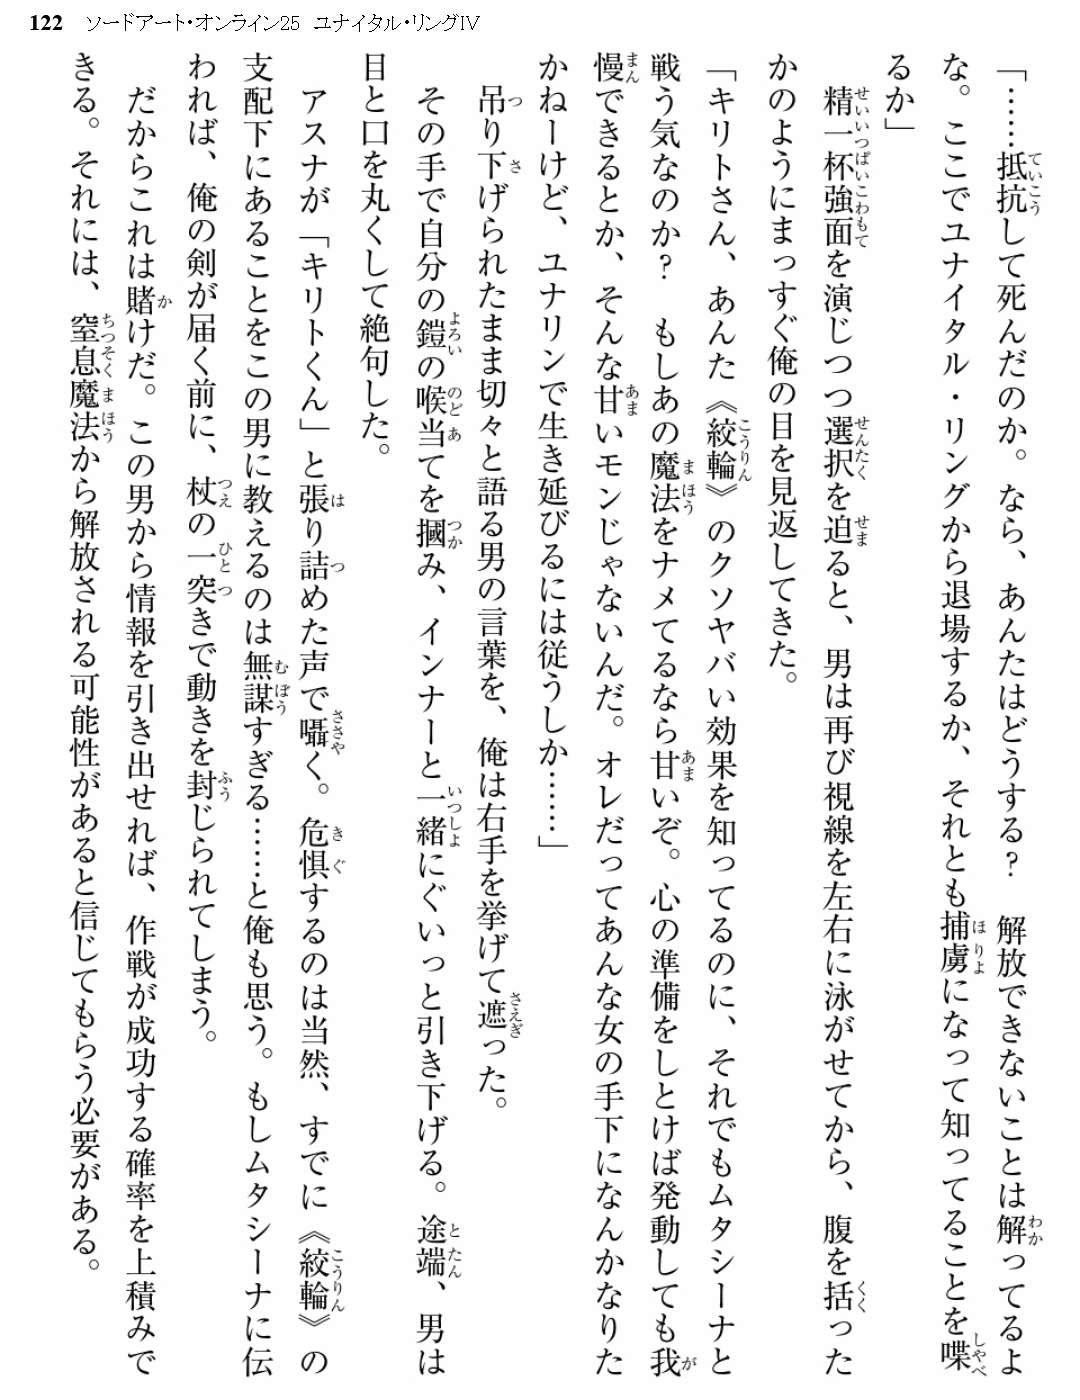 122 ソードアート・オンライン25 ユナイタル・リングⅣ
「……抵抗して死んだのか。なら、あんたはどうする？ 解放できないことは解ってるよ
な。ここでユナイタル・リングから退場するか、それとも捕虜になって知ってることを喋
るか」
精一杯強面を演じつつ選択を迫ると、男は再び視線を左右に泳がせてから、腹を括った
かのようにまっすぐ俺の目を見返してきた。
「キリトさん、あんた《絞輪》のクソヤバい効果を知ってるのに、それでもムタシーナと
戦う気なのか？ もしあの魔法をナメてるなら甘いぞ。心の準備をしとけば発動しても我
慢できるとか、そんな甘いモンじゃないんだ。オレだってあんな女の手下になんかなりた
かねーけど、ユナリンで生き延びるには従うしか……」
吊り下げられたまま切々と語る男の言葉を、俺は右手を挙げて遮った。
その手で自分の鎧の喉当てを摑み、インナーと一緒にぐいっと引き下げる。途端、男は
目と口を丸くして絶句した。
アスナが「キリトくん」と張り詰めた声で囁く。危惧するのは当然、すでに《絞輪》の
支配下にあることをこの男に教えるのは無謀すぎる……と俺も思う。もしムタシーナに伝
われば、俺の剣が届く前に、杖の一突きで動きを封じられてしまう。
だからこれは賭けだ。この男から情報を引き出せれば、作戦が成功する確率を上積みで
きる。それには、窒息魔法から解放される可能性があると信じてもらう必要がある。